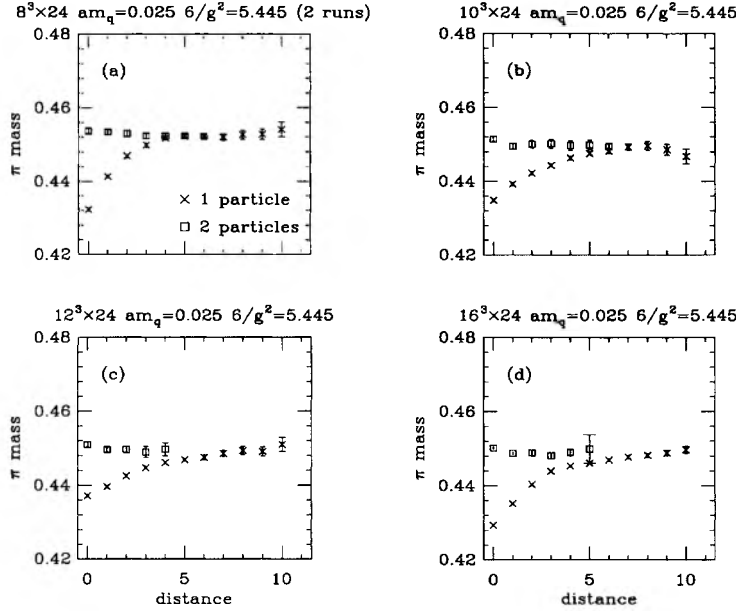 8³×24 am_q=0.025 6/g²=5.445 (2 runs)
0.48
(a)
0.46
π mass
0.44
× 1 particle
□ 2 particles
0.42
10³×24 am_q=0.025 6/g²=5.445
0.48
(b)
0.46
π mass
0.44
0.42
12³×24 am_q=0.025 6/g²=5.445
0.48
(c)
0.46
π mass
0.44
0.42
0 5 10
distance
16³×24 am_q=0.025 6/g²=5.445
0.48
(d)
0.46
π mass
0.44
0.42
0 5 10
distance